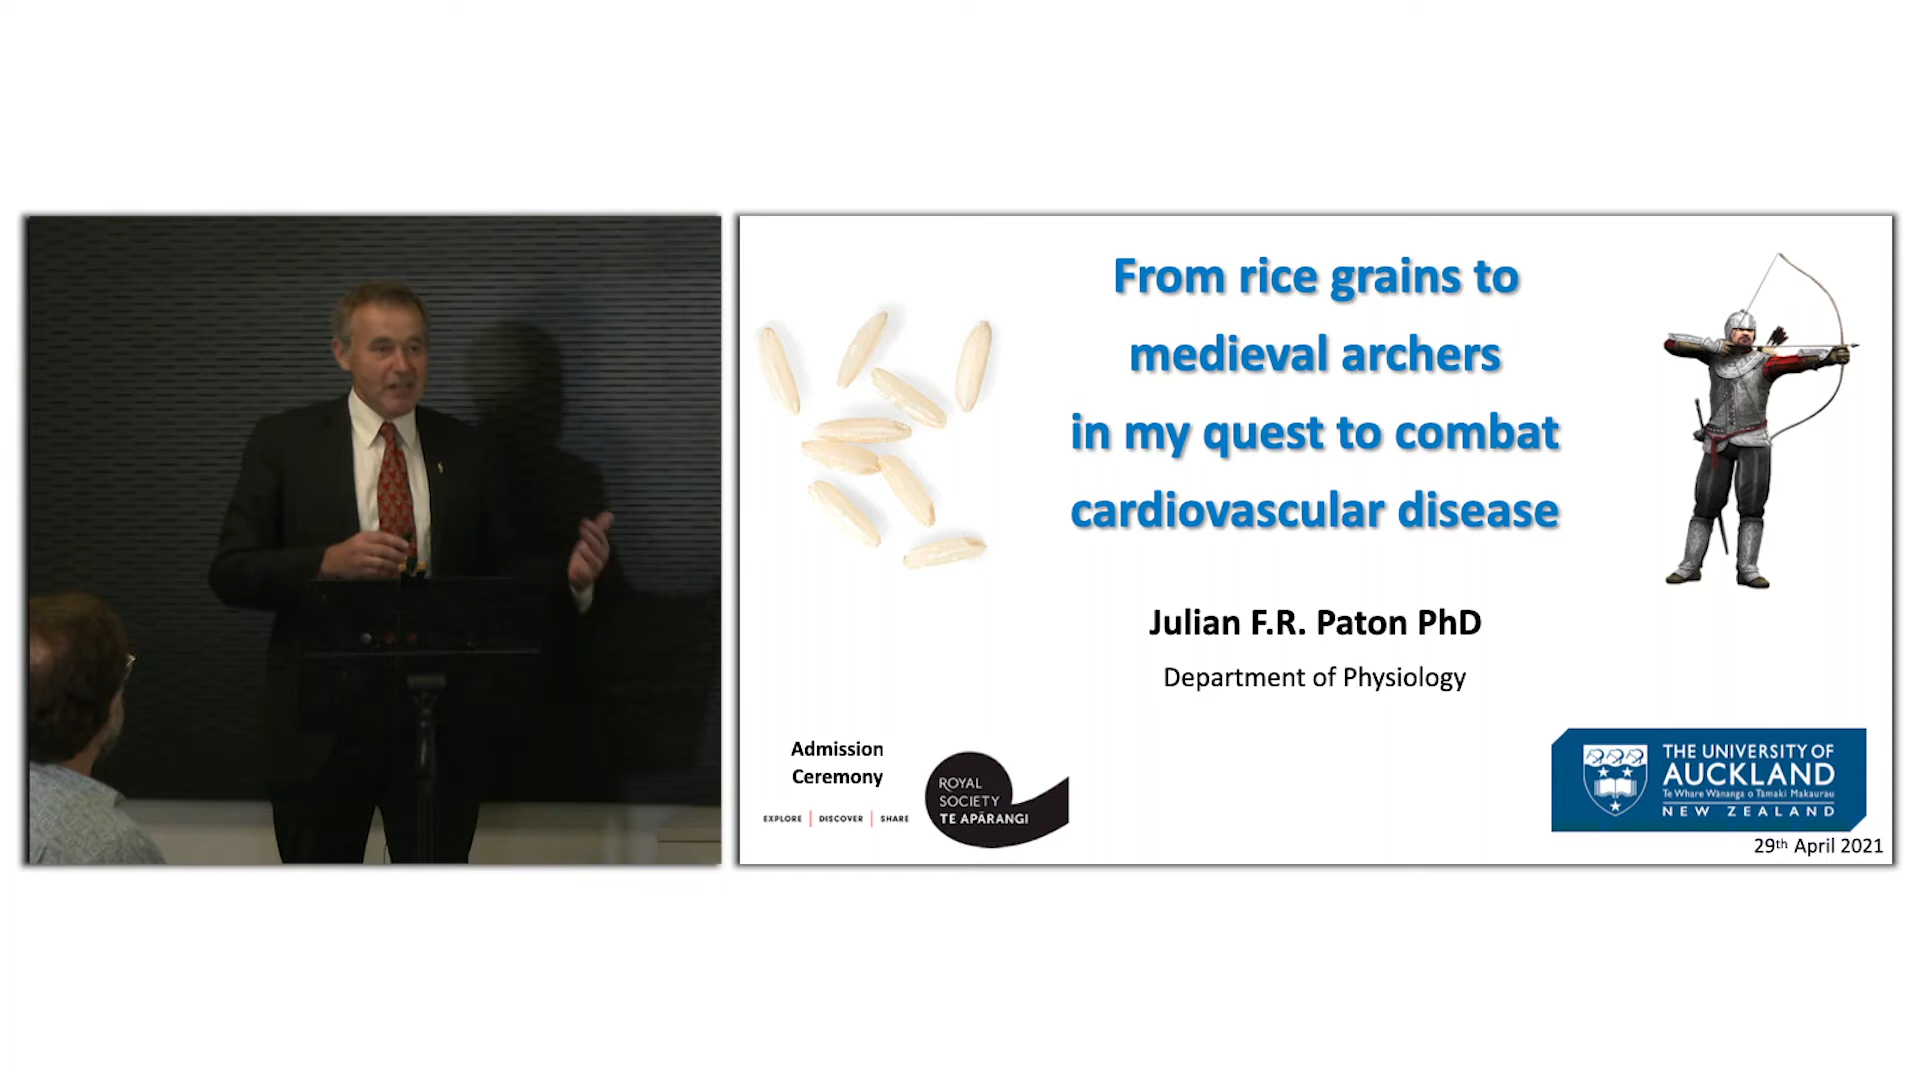 From rice grains to
medieval archers
in my quest to combat
cardiovascular disease
Julian F.R. Paton PhD
Department of Physiology
Admission
Ceremony
EXPLORE | DISCOVER | SHARE
ROYAL
SOCIETY
TE APĀRANGI
THE UNIVERSITY OF
AUCKLAND
Te Whare Wānanga o Tāmaki Makaurau
NEW ZEALAND
29th April 2021